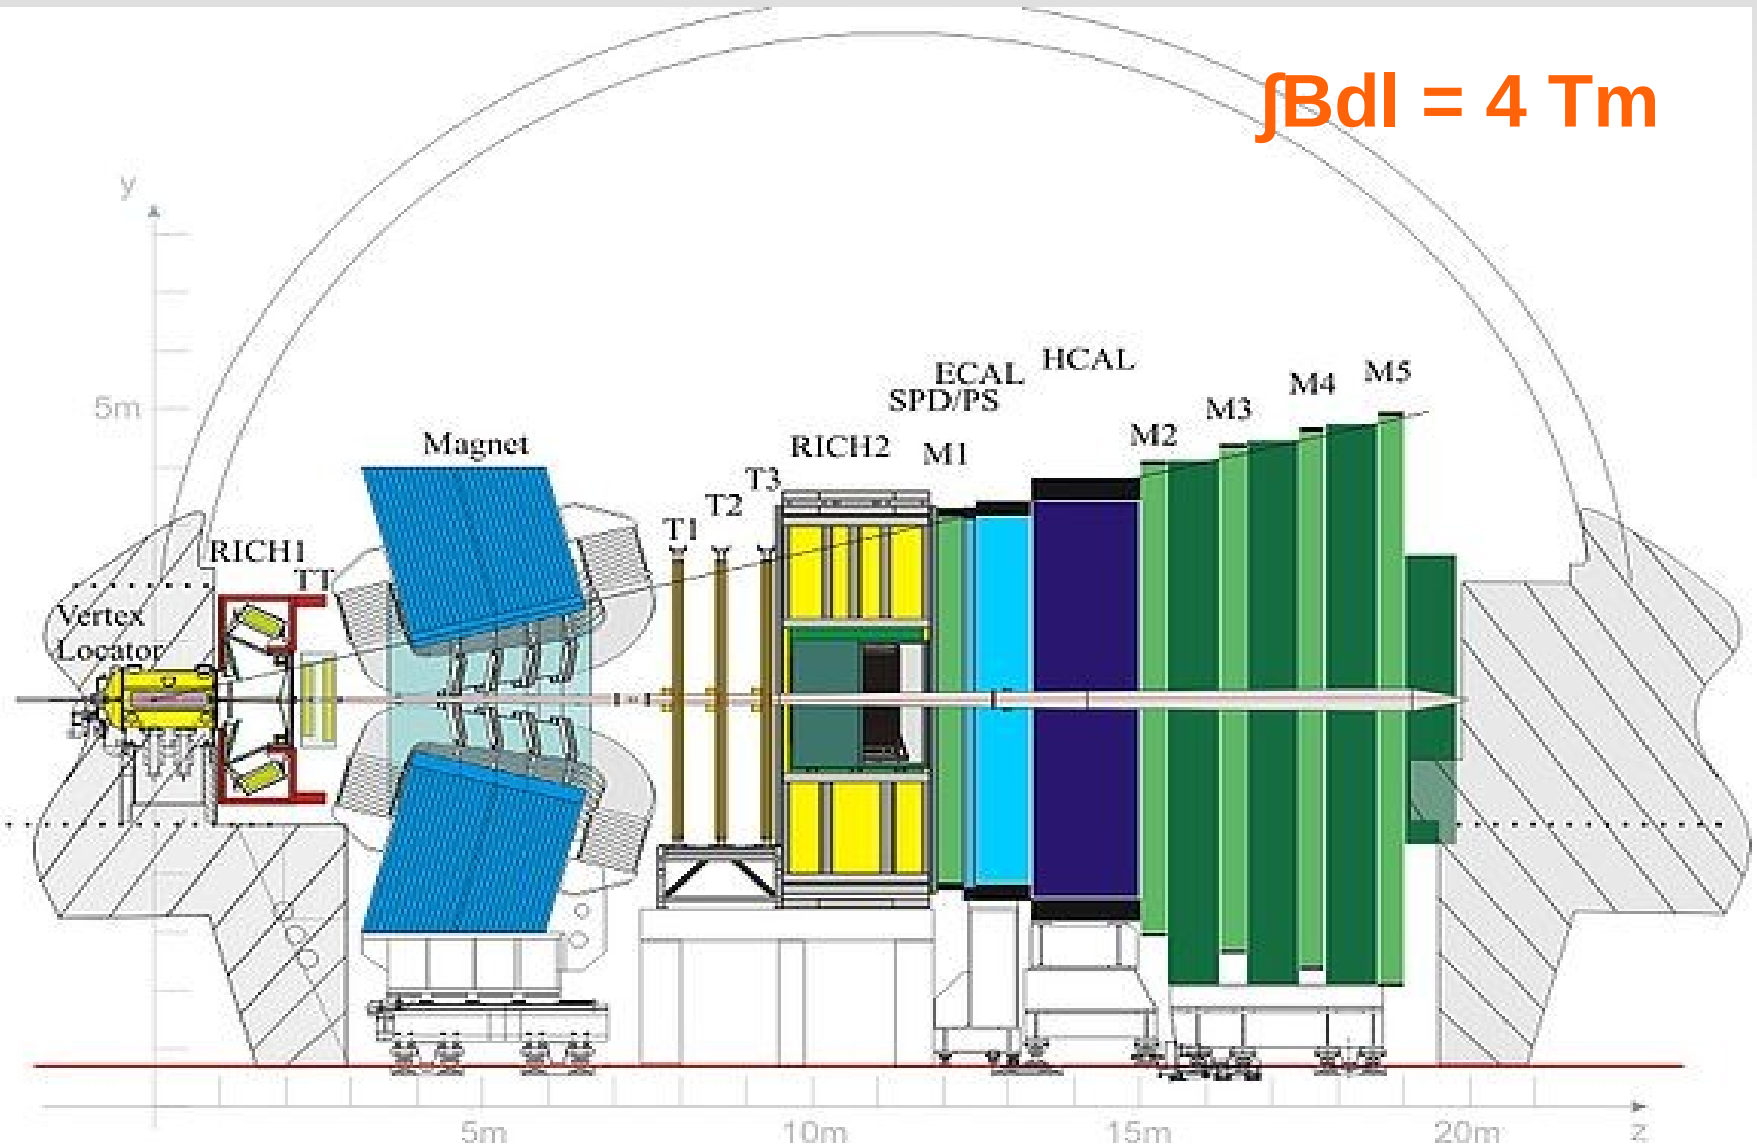 ∫Bdl = 4 Tm
y
5m
HCAL
ECAL
SPD/PS
M5
M4
M3
M2
M1
RICH2
Magnet
T3
T2
T1
RICH1
TT
Vertex
Locator
5m
10m
15m
20m
z